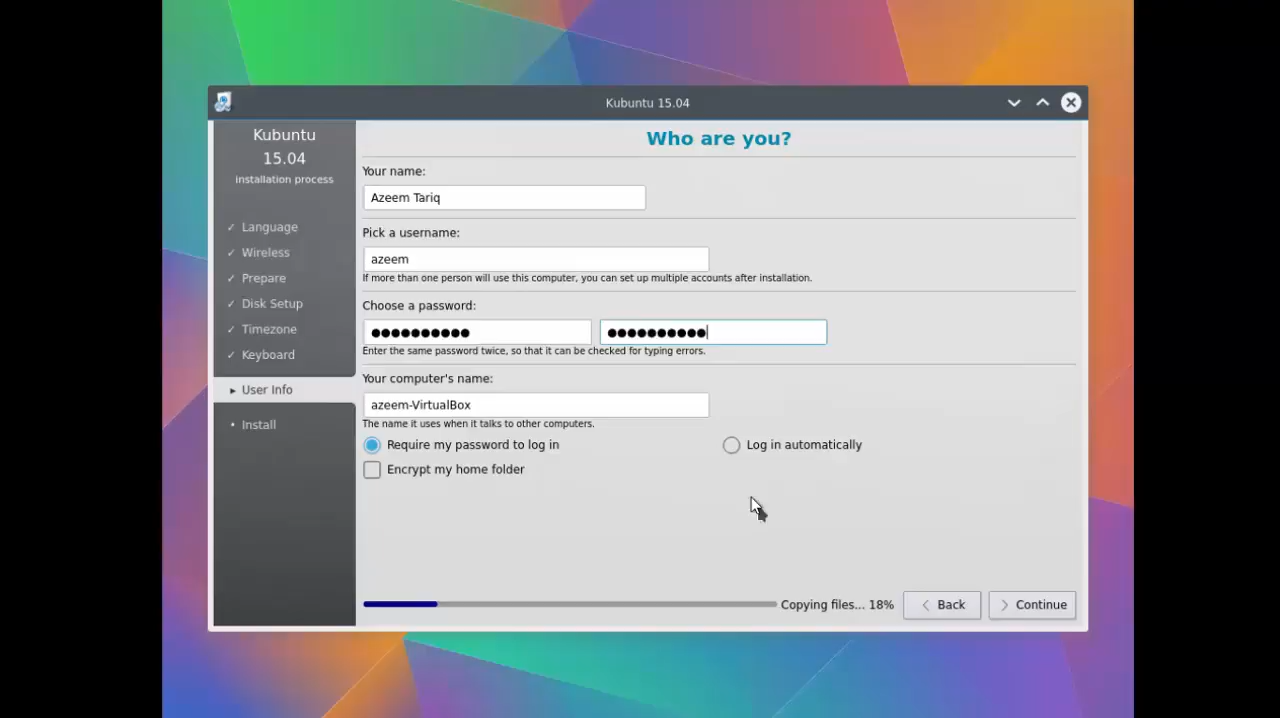 Kubuntu 15.04
Kubuntu
15.04
installation process
✓ Language
✓ Wireless
✓ Prepare
✓ Disk Setup
✓ Timezone
✓ Keyboard
▸ User Info
• Install
Who are you?
Your name:
Azeem Tariq
Pick a username:
azeem
If more than one person will use this computer, you can set up multiple accounts after installation.
Choose a password:
●●●●●●●●●● ●●●●●●●●●●
Enter the same password twice, so that it can be checked for typing errors.
Your computer's name:
azeem-VirtualBox
The name it uses when it talks to other computers.
Require my password to log in Log in automatically
Encrypt my home folder
Copying files... 18% Back Continue